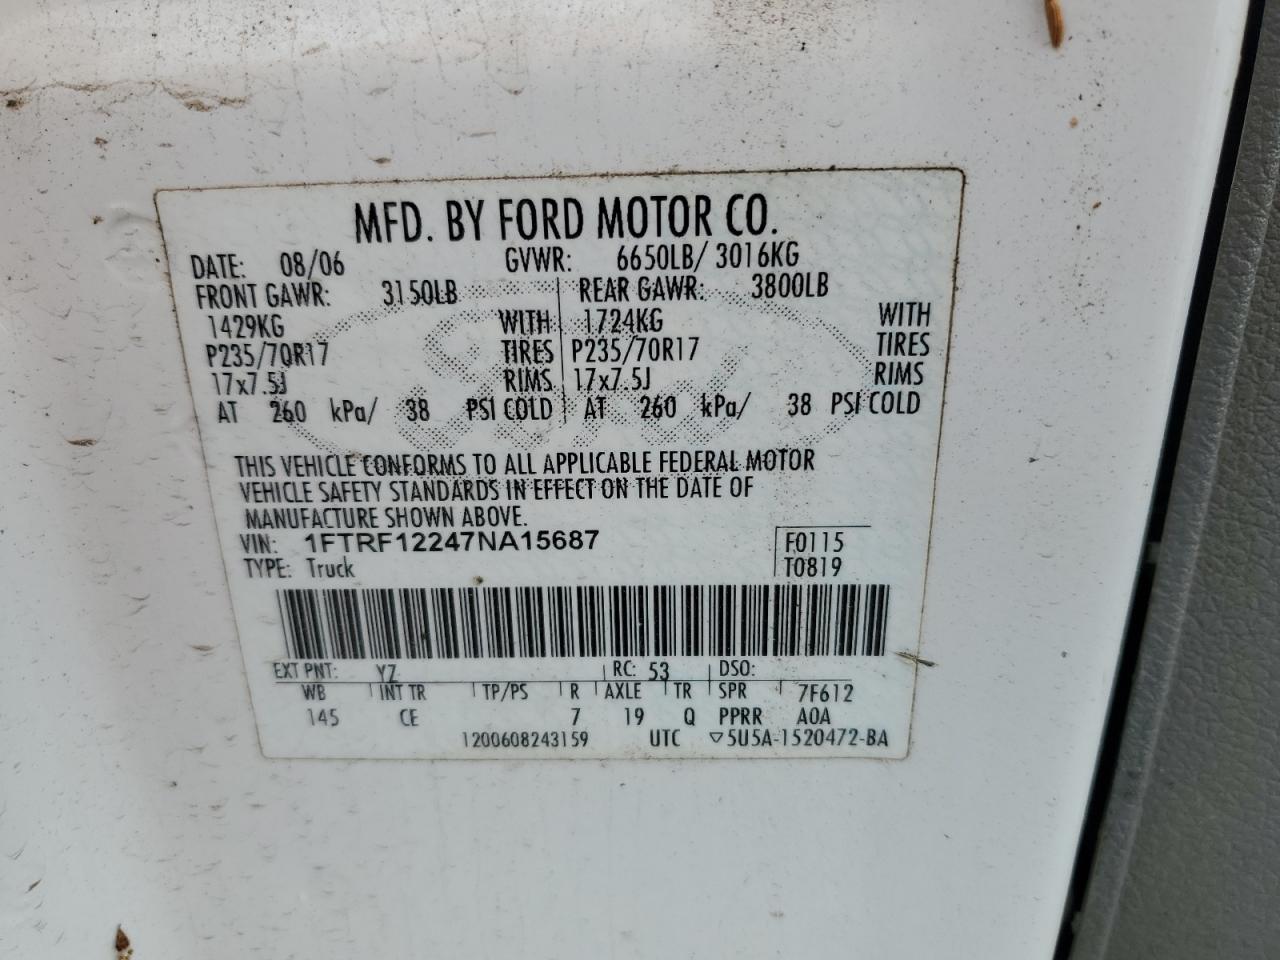 MFD. BY FORD MOTOR CO.
DATE: 08/06 GVWR: 6650LB/ 3016KG
FRONT GAWR: 3150LB REAR GAWR: 3800LB
1429KG WITH 1724KG WITH
P235/70R17 TIRES P235/70R17 TIRES
17x7.5J RIMS 17x7.5J RIMS
AT 260 kPa/ 38 PSI COLD AT 260 kPa/ 38 PSI COLD
THIS VEHICLE CONFORMS TO ALL APPLICABLE FEDERAL MOTOR
VEHICLE SAFETY STANDARDS IN EFFECT ON THE DATE OF
MANUFACTURE SHOWN ABOVE.
VIN: 1FTRF12247NA15687 F0115
TYPE: Truck T0819
EXT PNT: YZ RC: 53 DSO:
WB INT TR TP/PS R AXLE TR SPR 7F612
145 CE 7 19 Q PPRR A0A
1200608243159 UTC ▽5U5A-1520472-BA